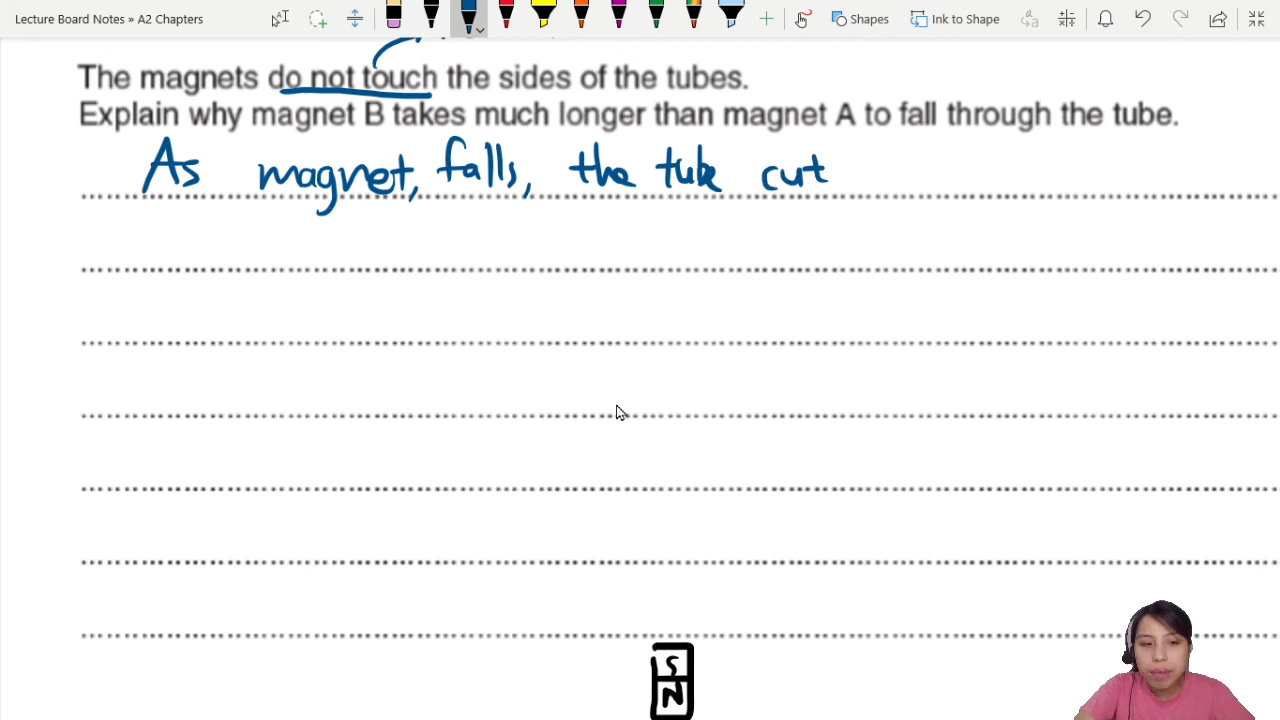 Lecture Board Notes » A2 Chapters
Shapes
Ink to Shape
The magnets do not touch the sides of the tubes.
Explain why magnet B takes much longer than magnet A to fall through the tube.
As magnet, falls, the tube cut
S
N